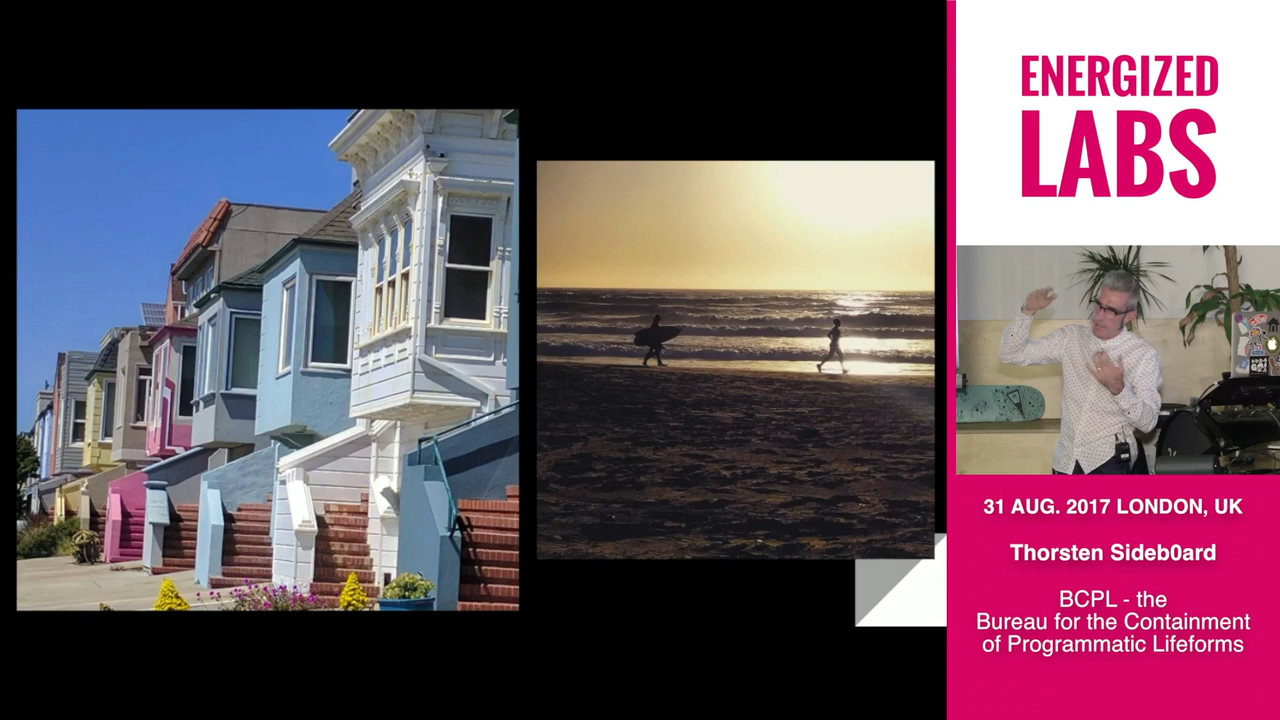 ENERGIZED
LABS
31 AUG. 2017 LONDON, UK
Thorsten Sideb0ard
BCPL - the
Bureau for the Containment
of Programmatic Lifeforms